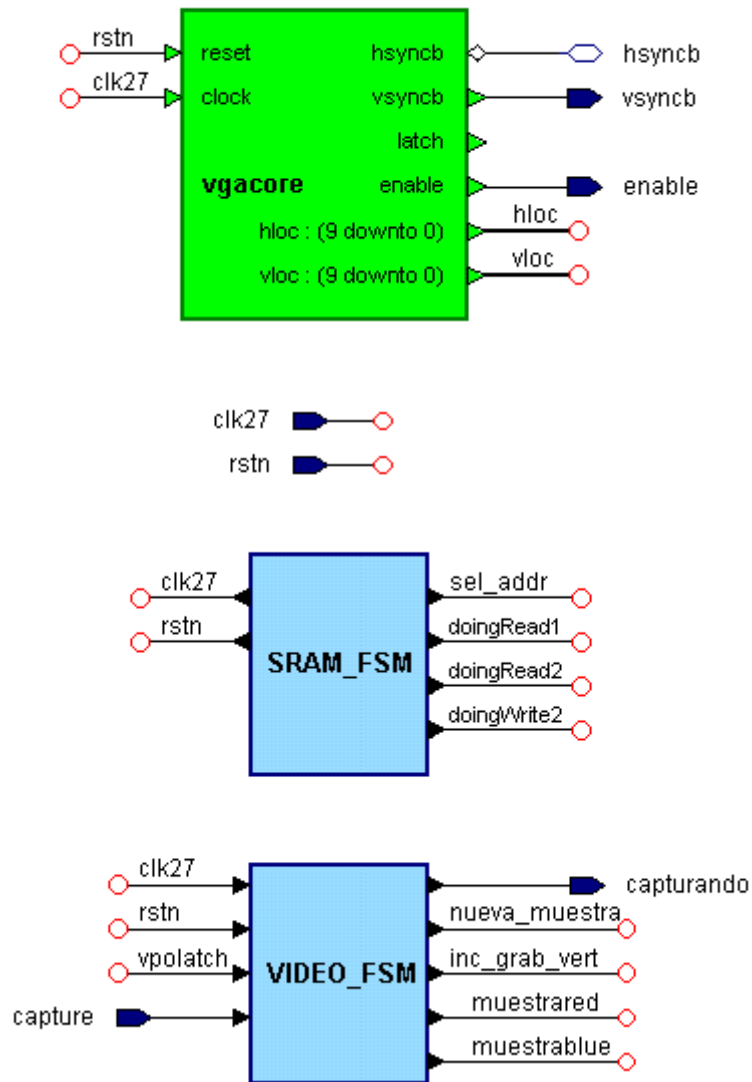 rstn
reset
hsyncb
hsyncb
clk27
clock
vsyncb
vsyncb
latch
vgacore
enable
enable
hloc : (9 downto 0)
hloc
vloc : (9 downto 0)
vloc
clk27
rstn
clk27
sel_addr
rstn
doingRead1
SRAM_FSM
doingRead2
doingWrite2
clk27
capturando
rstn
nueva_muestra
vpolatch
VIDEO_FSM
inc_grab_vert
capture
muestrared
muestrablue